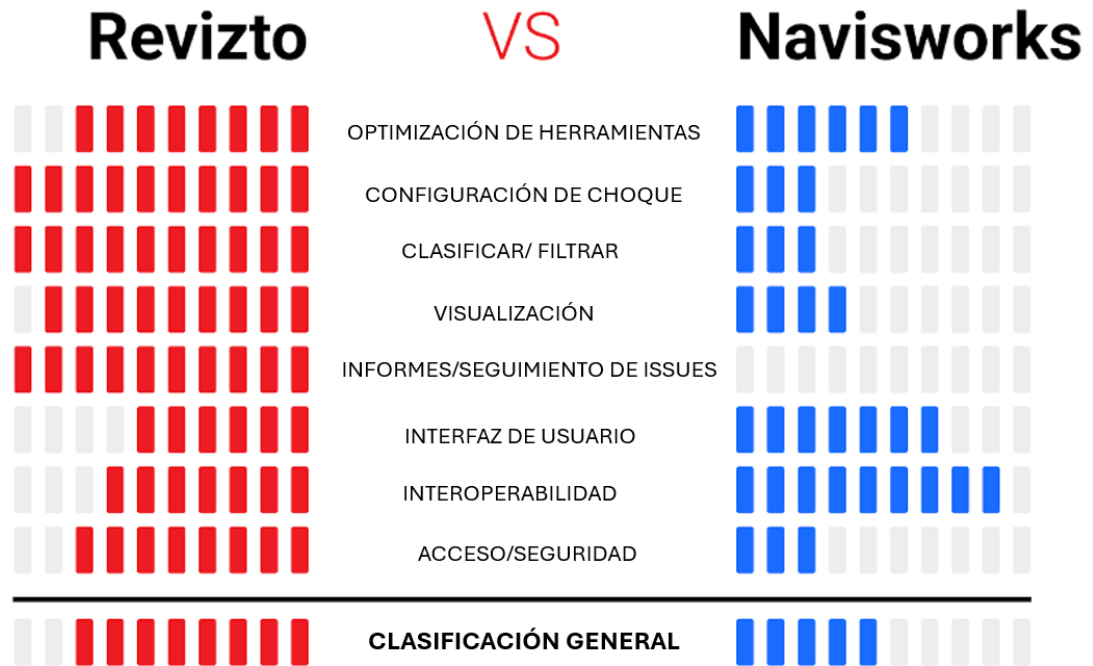 Revizto VS Navisworks
OPTIMIZACIÓN DE HERRAMIENTAS
CONFIGURACIÓN DE CHOQUE
CLASIFICAR/ FILTRAR
VISUALIZACIÓN
INFORMES/SEGUIMIENTO DE ISSUES
INTERFAZ DE USUARIO
INTEROPERABILIDAD
ACCESO/SEGURIDAD
CLASIFICACIÓN GENERAL